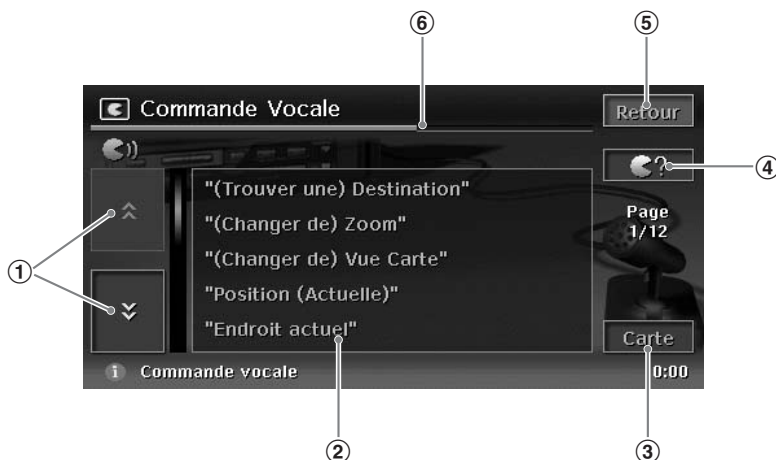 ⑥
⑤
Commande Vocale
Retour
④
?
"(Trouver une) Destination"
"(Changer de) Zoom"
Page
1/12
"(Changer de) Vue Carte"
①
"Position (Actuelle)"
"Endroit actuel"
Carte
i Commande vocale
0:00
②
③